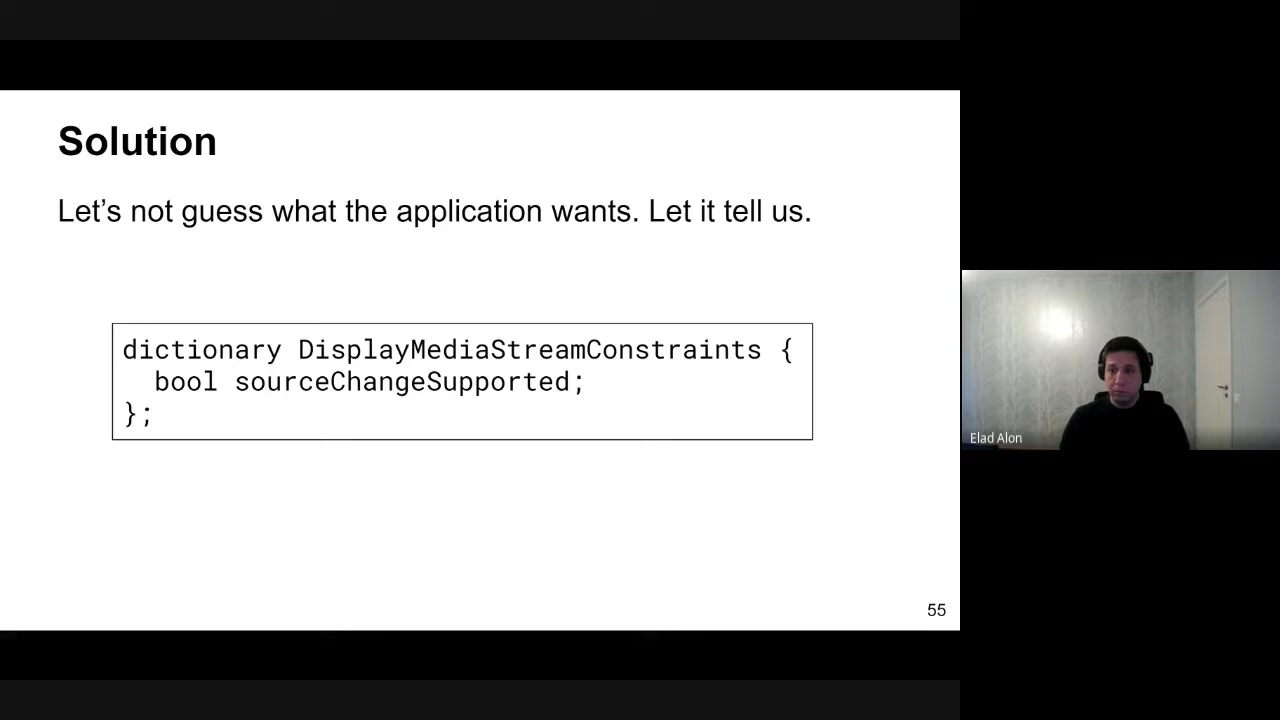 Solution
Let’s not guess what the application wants. Let it tell us.
dictionary DisplayMediaStreamConstraints {
  bool sourceChangeSupported;
};
55
Elad Alon